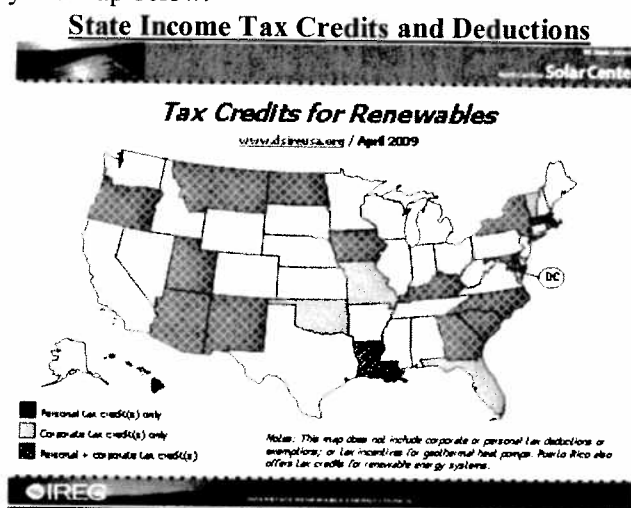 State Income Tax Credits and Deductions
Solar Center
Tax Credits for Renewables
www.dsireusa.org / April 2009
DC
Personal tax credit(s) only
Corporate tax credit(s) only
Personal + corporate tax credit(s)
Notes: This map does not include corporate or personal tax deductions or
exemptions; or tax incentives for geothermal heat pumps. Puerto Rico also
offers tax credits for renewable energy systems.
IREC